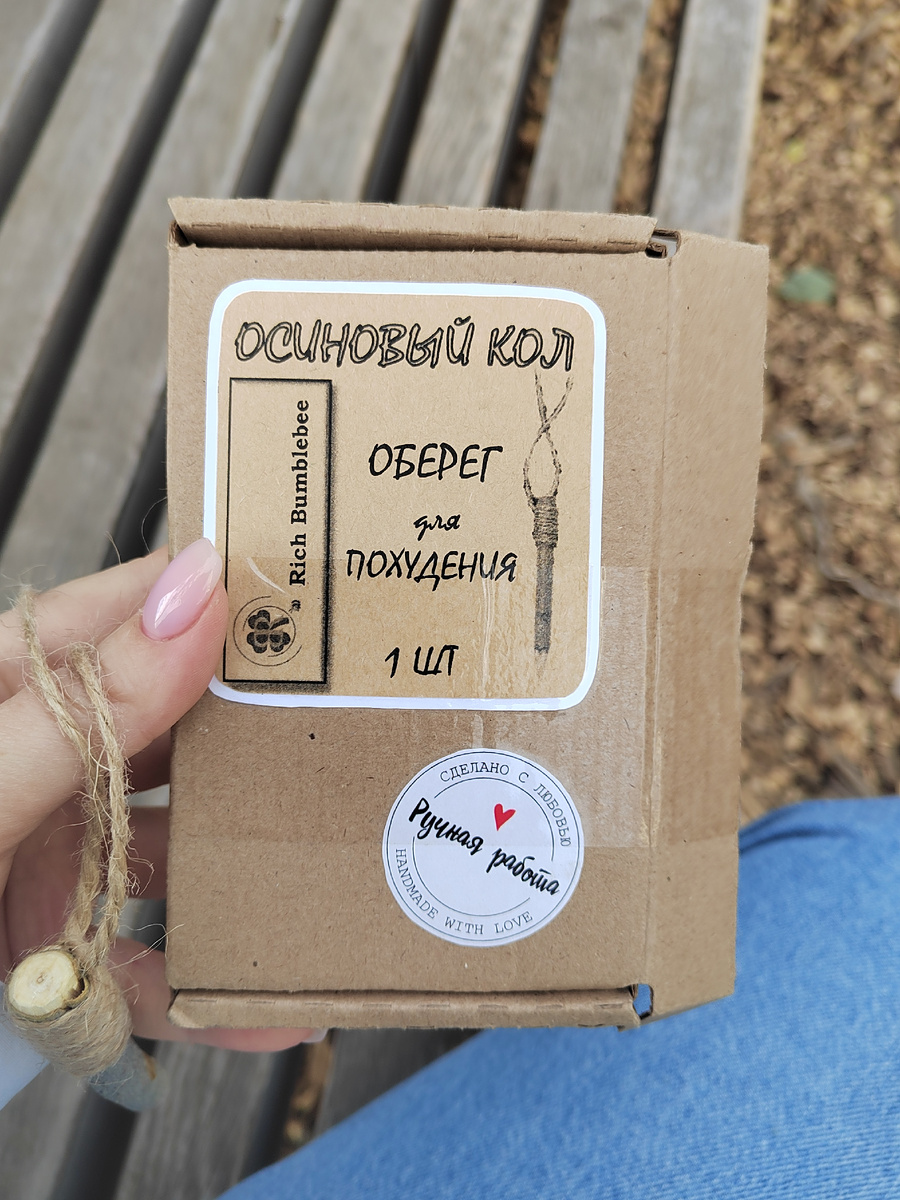 ОСИНОВЫЙ КОЛ
Rich Bumblebee
ОБЕРЕГ
для
ПОХУДЕНИЯ
1 ШТ
СДЕЛАНО С ЛЮБОВЬЮ
Ручная работа
HANDMADE WITH LOVE